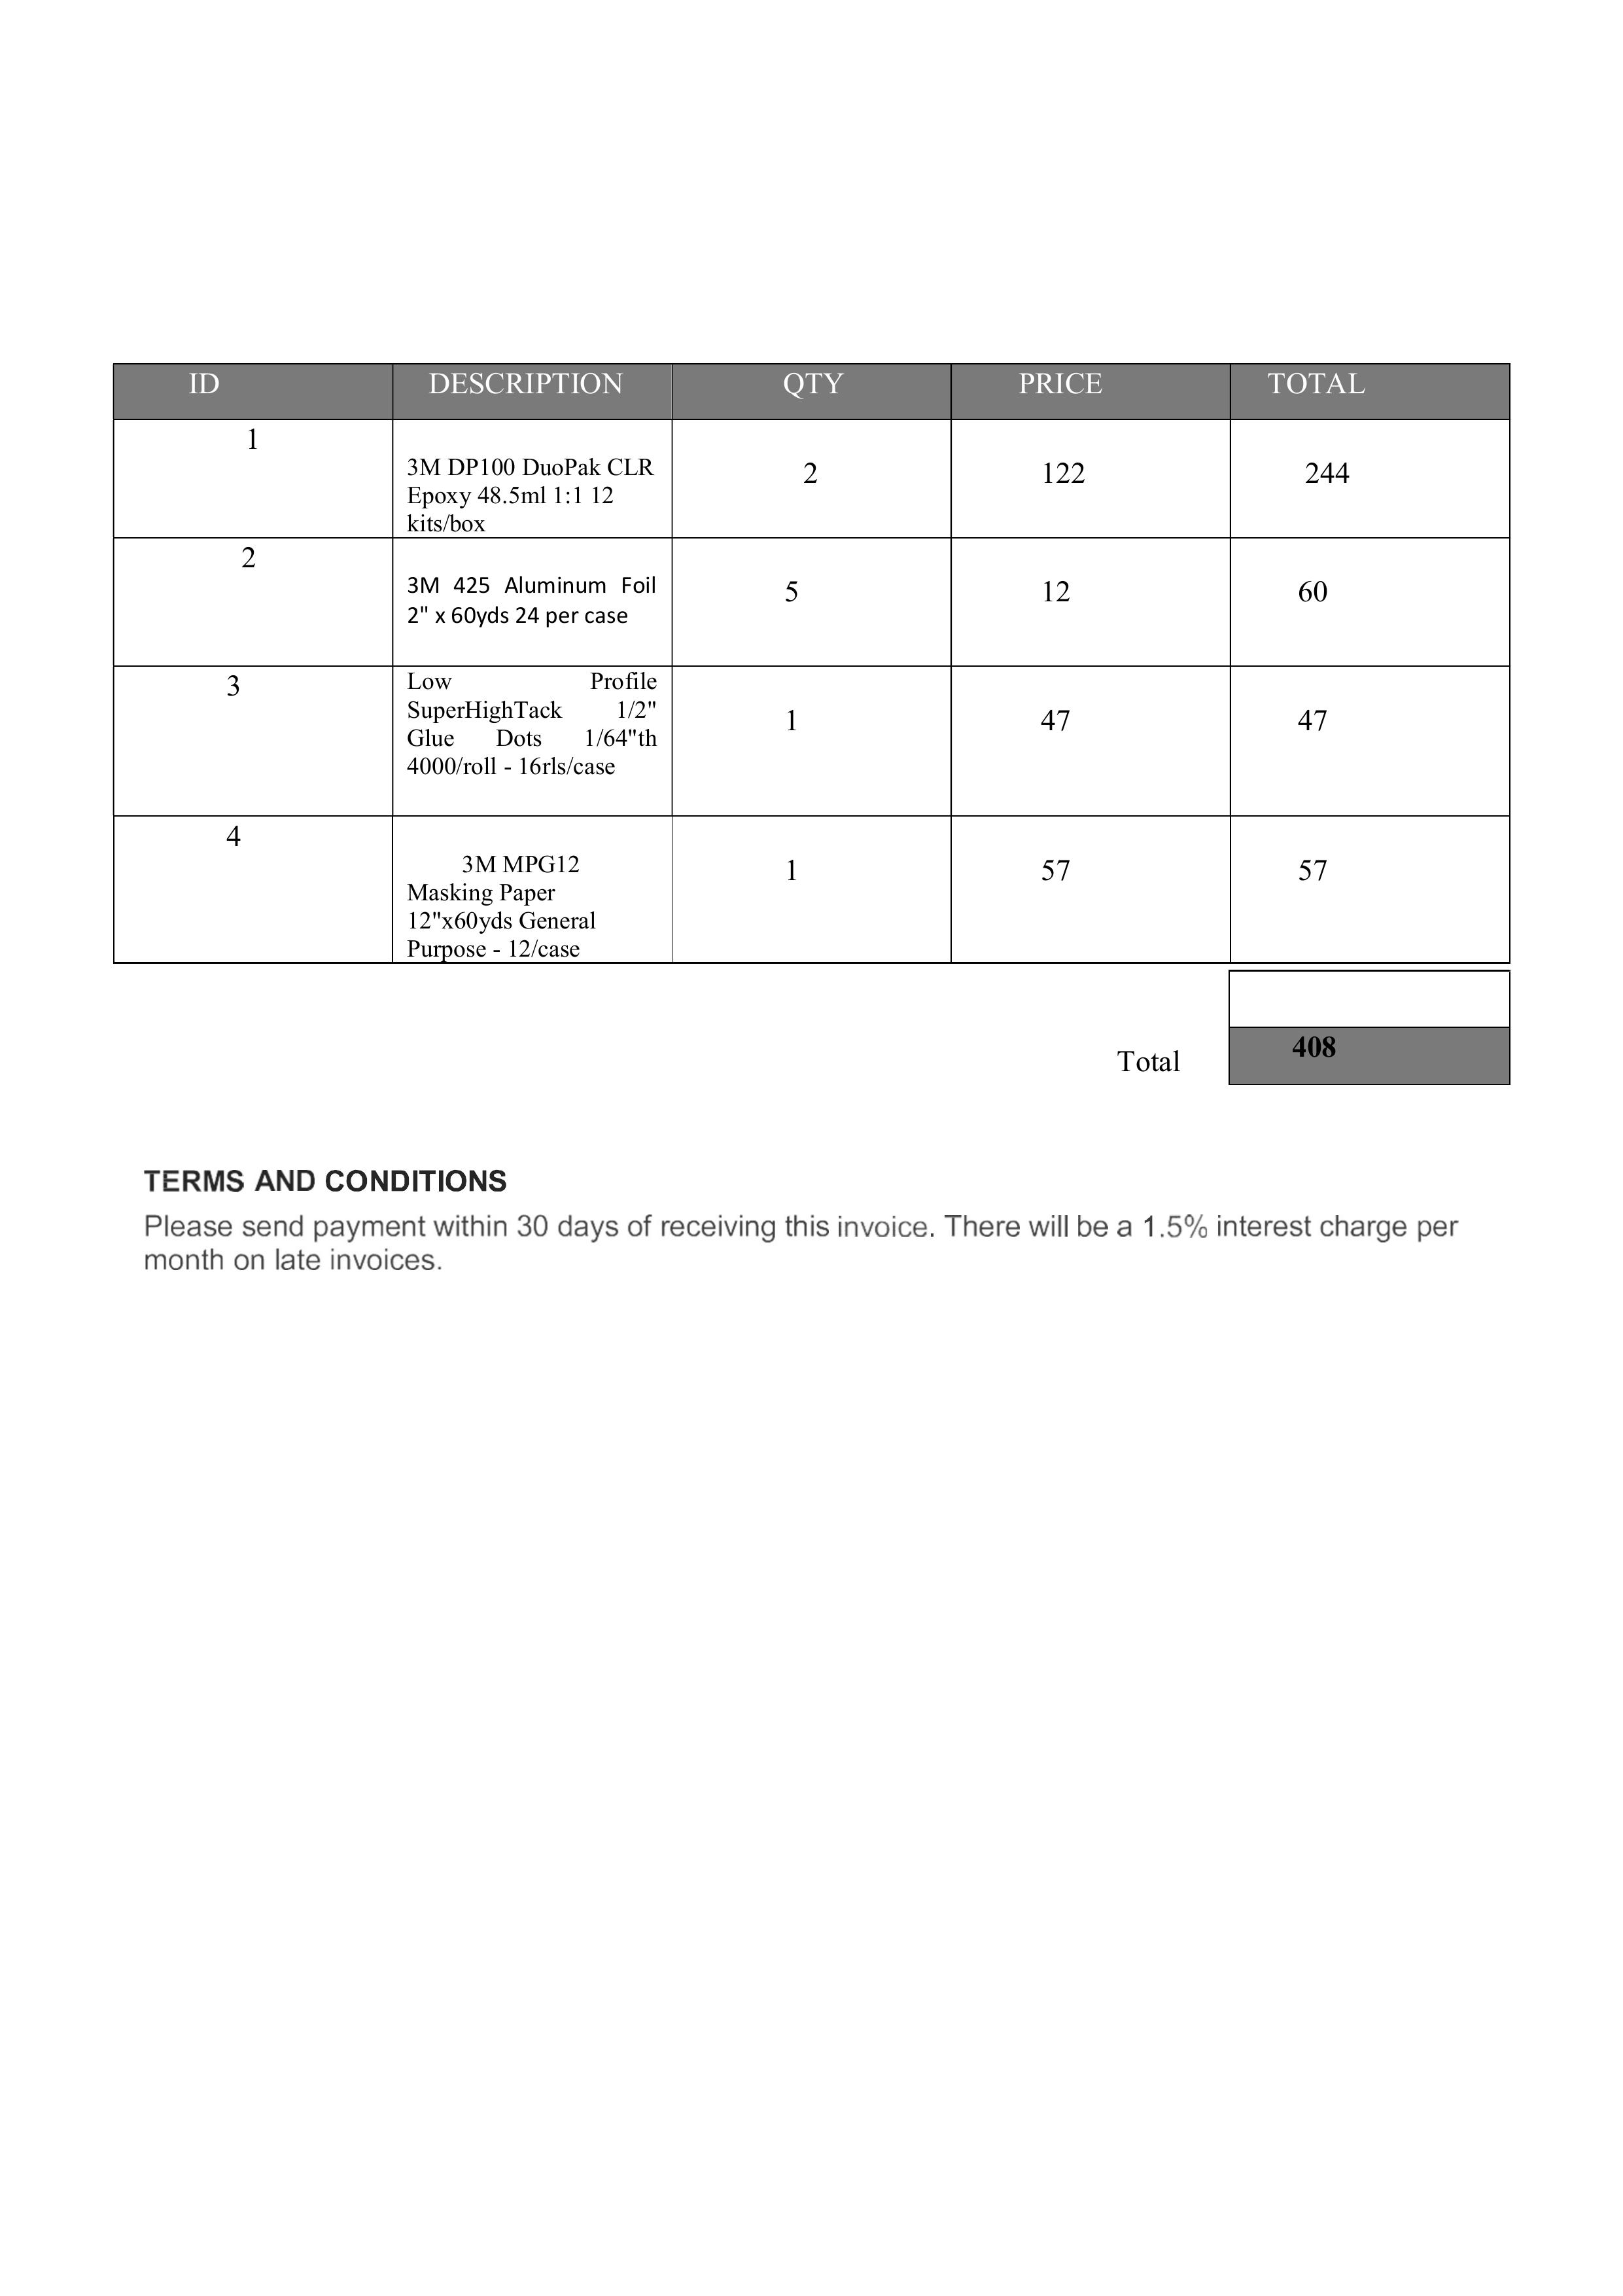 ID DESCRIPTION QTY PRICE TOTAL
1
3M DP100 DuoPak CLR
Epoxy 48.5ml 1:1 12
kits/box
2 122 244
2
3M 425 Aluminum Foil
2" x 60yds 24 per case
5 12 60
3
Low Profile
SuperHighTack 1/2"
Glue Dots 1/64"th
4000/roll - 16rls/case
1 47 47
4
3M MPG12
Masking Paper
12"x60yds General
Purpose - 12/case
1 57 57
Total 408
TERMS AND CONDITIONS
Please send payment within 30 days of receiving this invoice. There will be a 1.5% interest charge per
month on late invoices.